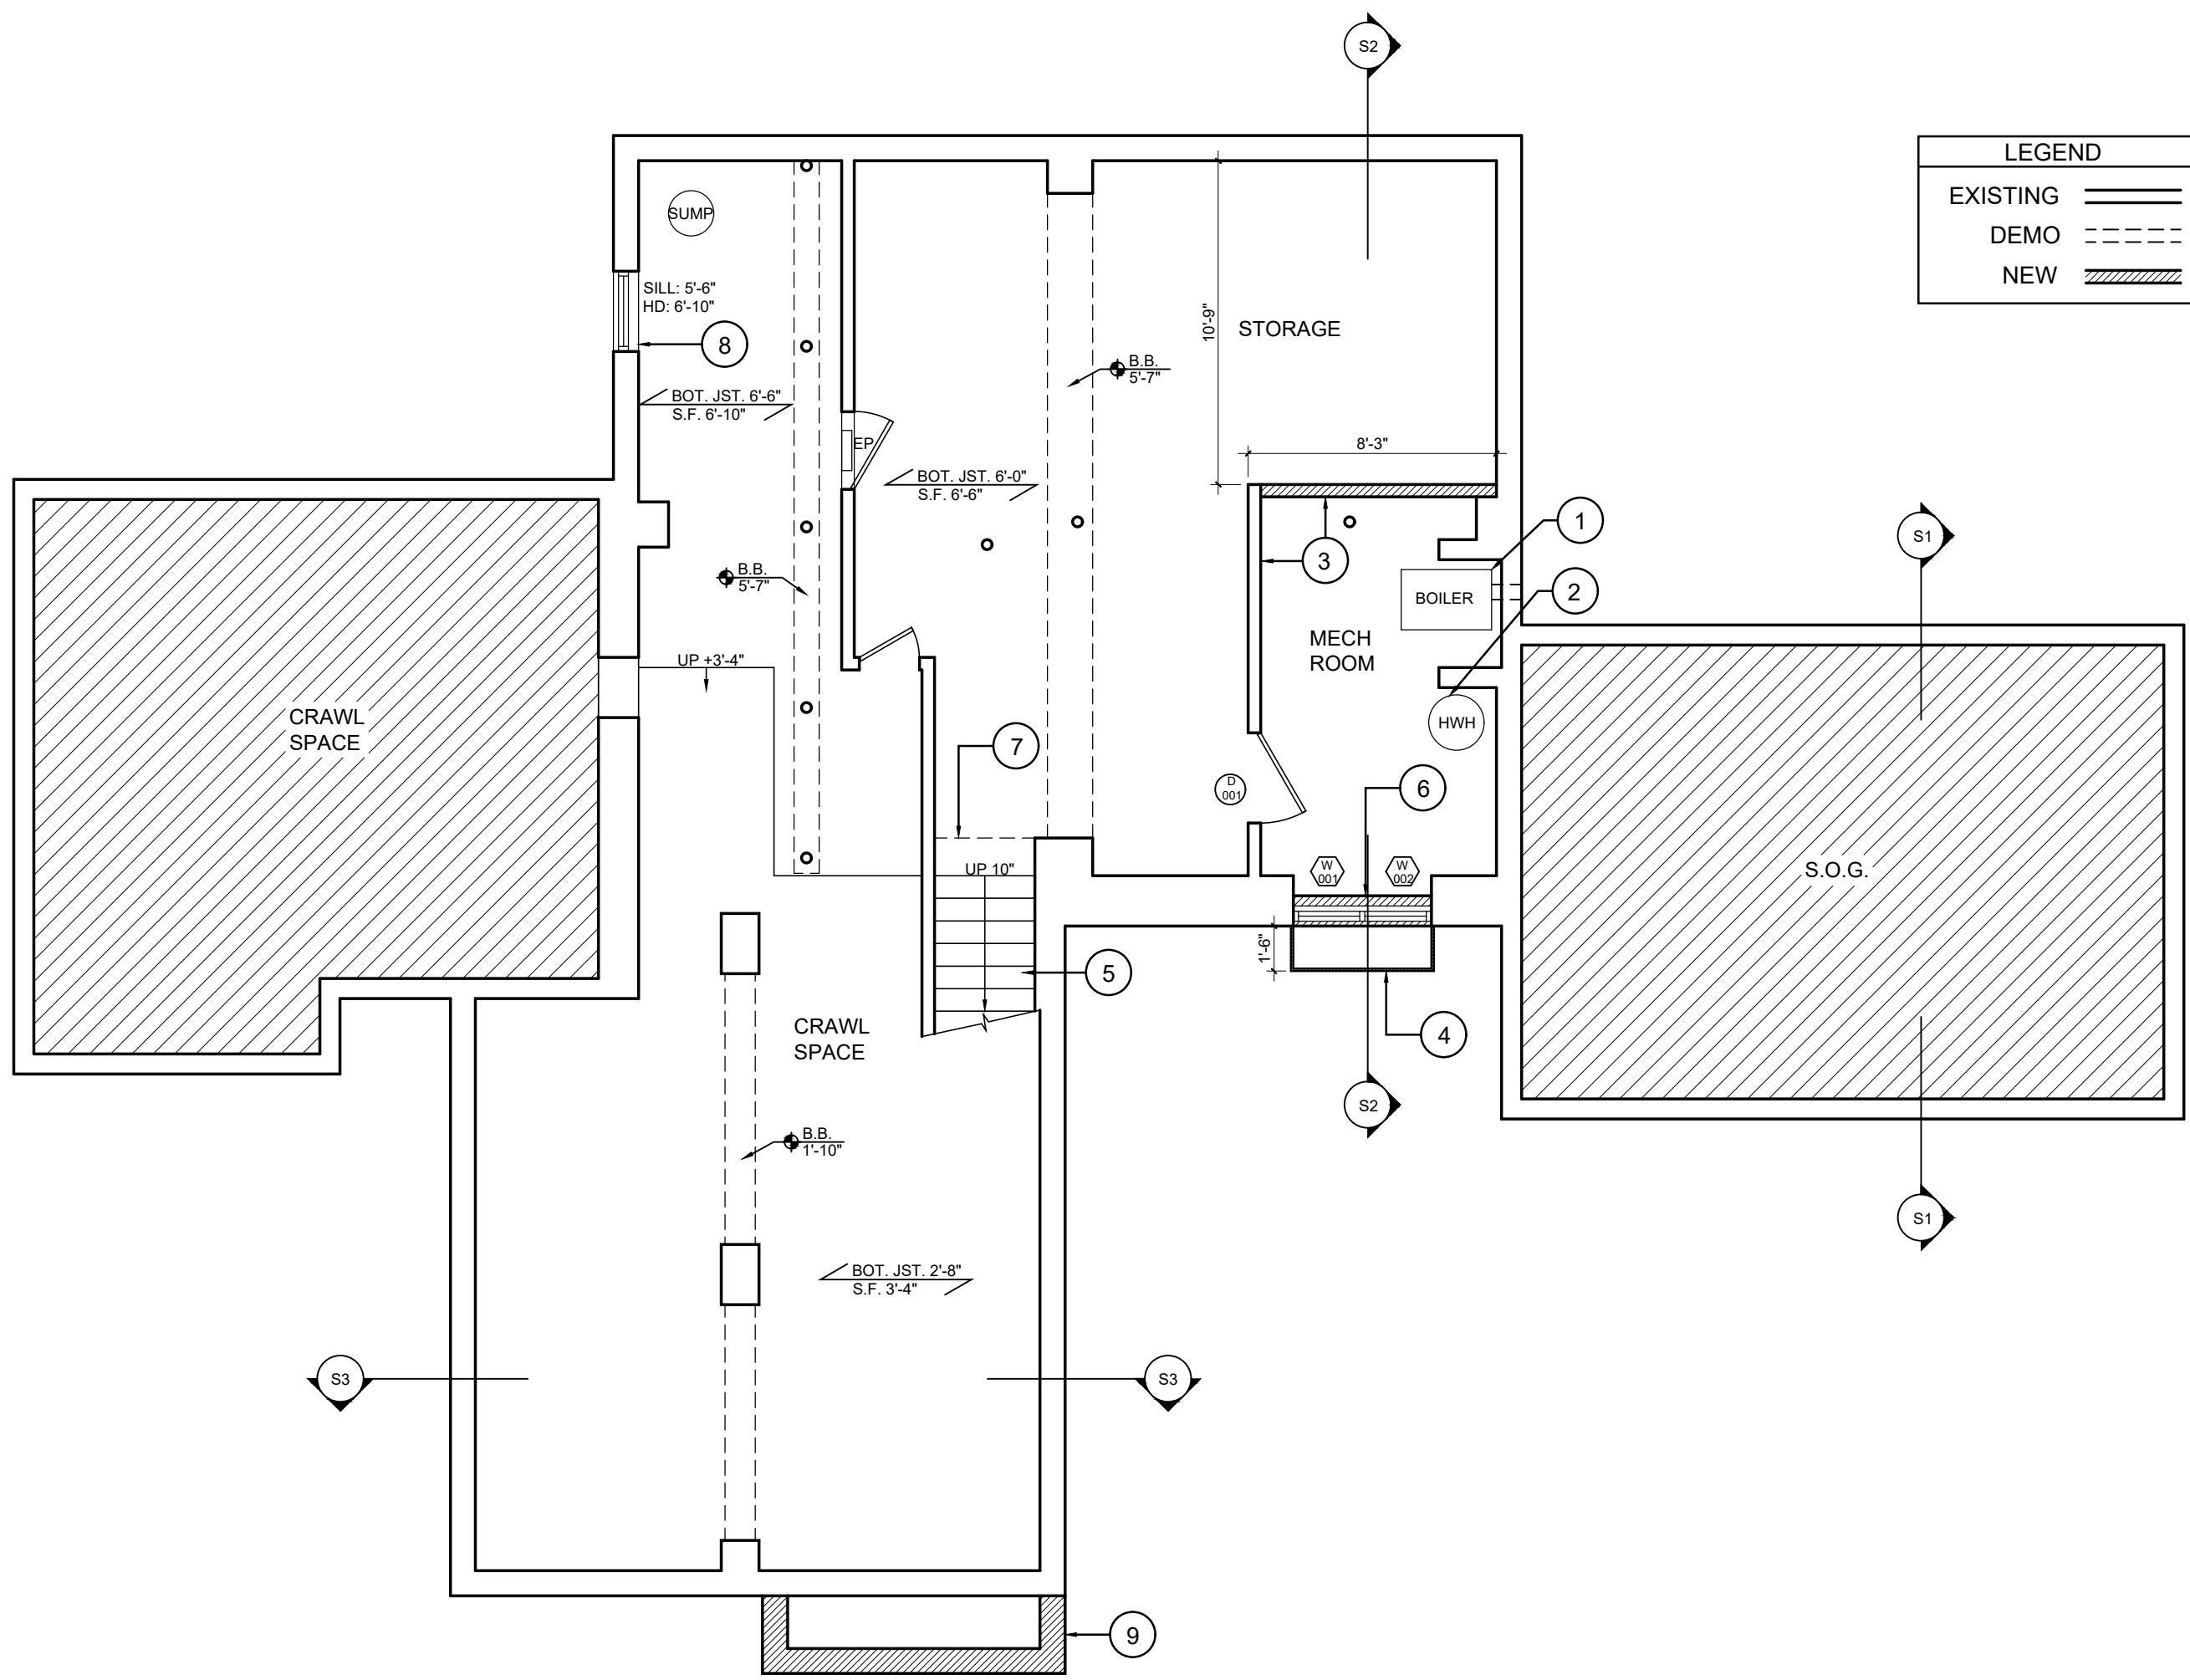 S2
LEGEND
EXISTING
DEMO
NEW
SUMP
SILL: 5'-6"
HD: 6'-10"
8
BOT. JST. 6'-6"
S.F. 6'-10"
EP
BOT. JST. 6'-0"
S.F. 6'-6"
B.B.
5'-7"
10'-9"
STORAGE
8'-3"
3
1
2
BOILER
MECH
ROOM
HWH
S1
B.B.
5'-7"
UP +3'-4"
CRAWL
SPACE
7
D
001
6
W
001
W
002
UP 10"
S.O.G.
1'-6"
5
4
CRAWL
SPACE
S2
B.B.
1'-10"
S1
BOT. JST. 2'-8"
S.F. 3'-4"
S3
S3
9